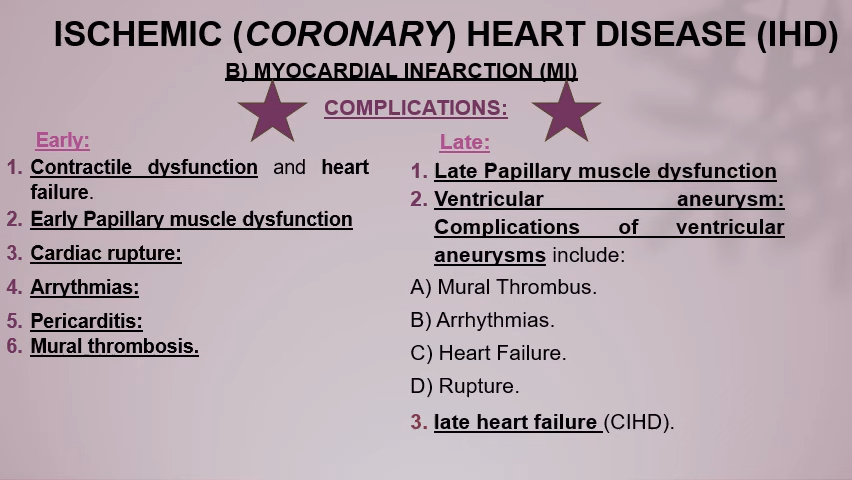 ISCHEMIC (CORONARY) HEART DISEASE (IHD)
B) MYOCARDIAL INFARCTION (MI)
COMPLICATIONS:
Early:
1. Contractile dysfunction and heart
failure.
2. Early Papillary muscle dysfunction
3. Cardiac rupture:
4. Arrythmias:
5. Pericarditis:
6. Mural thrombosis.
Late:
1. Late Papillary muscle dysfunction
2. Ventricular aneurysm:
Complications of ventricular
aneurysms include:
A) Mural Thrombus.
B) Arrhythmias.
C) Heart Failure.
D) Rupture.
3. late heart failure (CIHD).